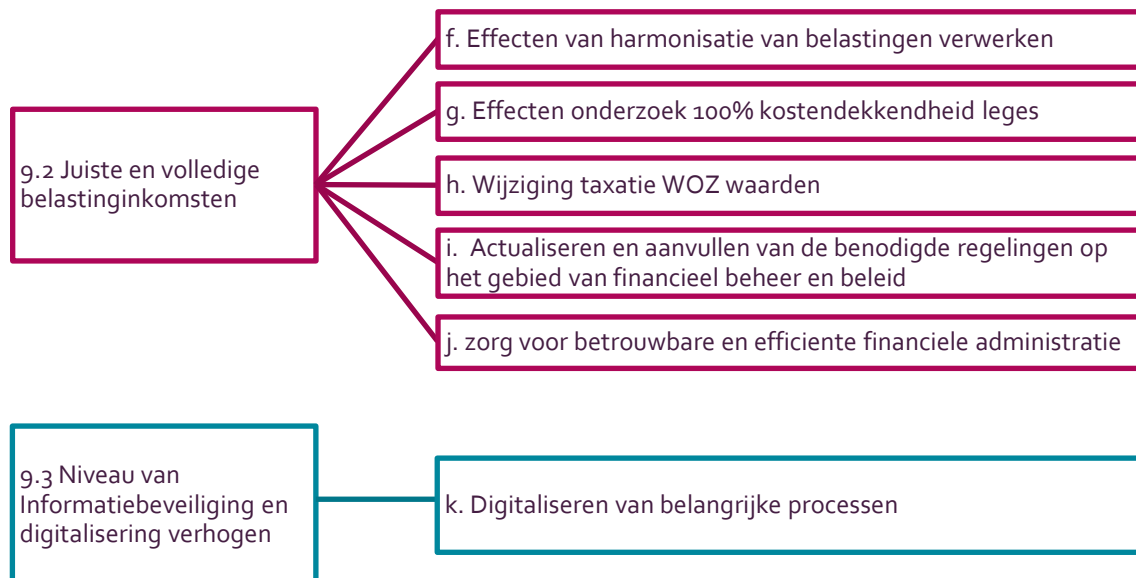 f. Effecten van harmonisatie van belastingen verwerken
g. Effecten onderzoek 100% kostendekkendheid leges
9.2 Juiste en volledige
belastinginkomsten
h. Wijziging taxatie WOZ waarden
i. Actualiseren en aanvullen van de benodigde regelingen op
het gebied van financieel beheer en beleid
j. zorg voor betrouwbare en efficiente financiele administratie
9.3 Niveau van
Informatiebeveiliging en
digitalisering verhogen
k. Digitaliseren van belangrijke processen